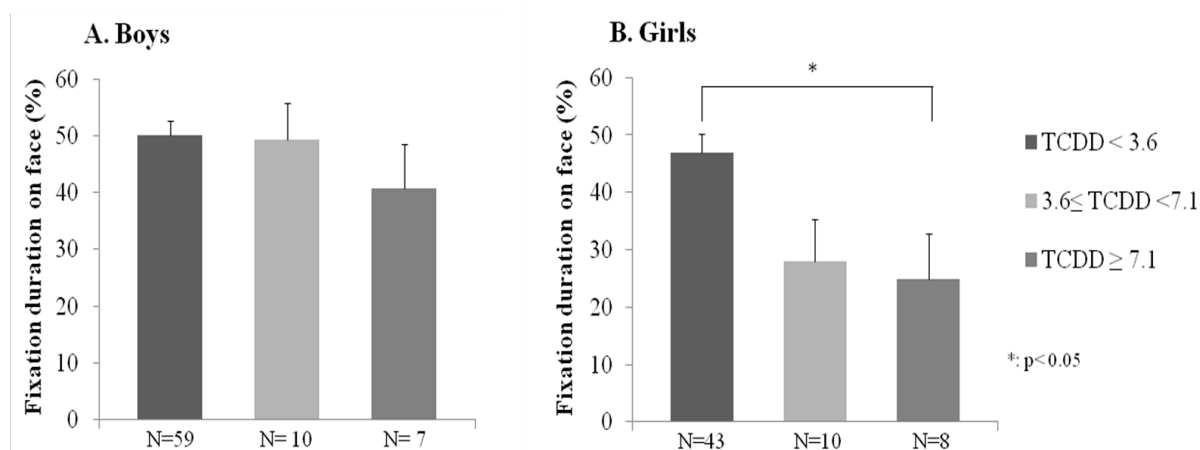 A. Boys
Fixation duration on face (%)
60
50
40
30
20
10
0
N=59
N= 10
N= 7
B. Girls
Fixation duration on face (%)
60
50
40
30
20
10
0
*
N=43
N=10
N=8
TCDD < 3.6
3.6≤ TCDD <7.1
TCDD ≥ 7.1
*: p< 0.05